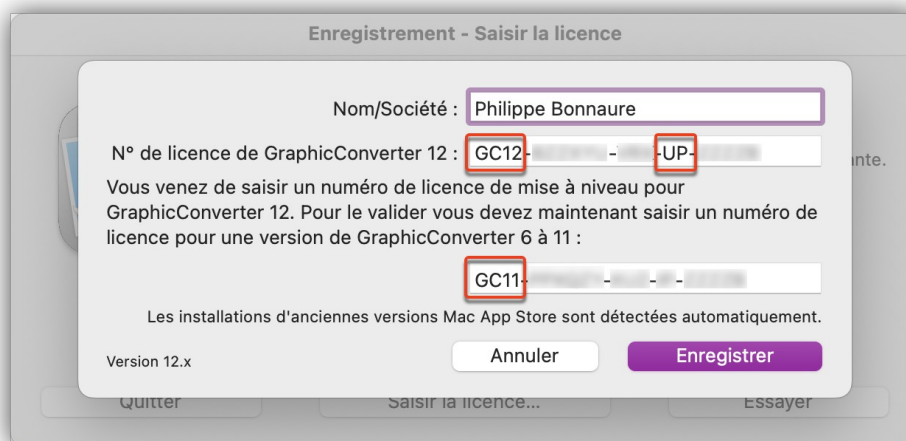 Enregistrement - Saisir la licence
Nom/Société : Philippe Bonnaure
N° de licence de GraphicConverter 12 : GC12- - -UP-
nte.
Vous venez de saisir un numéro de licence de mise à niveau pour
GraphicConverter 12. Pour le valider vous devez maintenant saisir un numéro de
licence pour une version de GraphicConverter 6 à 11 :
GC11- - - -
Les installations d'anciennes versions Mac App Store sont détectées automatiquement.
Version 12.x Annuler Enregistrer
Quitter Saisir la licence... Essayer